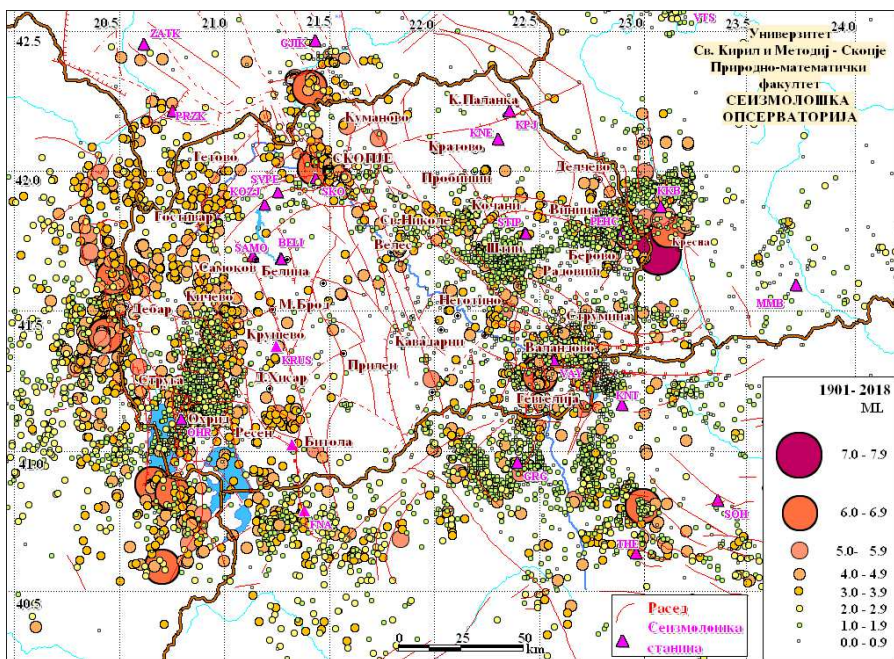 20.5 21.0 21.5 22.0 22.5 23.0 23.5 24.0
VTS
42.5
ZATK
GJIK
Универзитет
Св. Кирил и Методиј - Скопје
Природно-математички
факултет
СЕИЗМОЛОШКА
ОПСЕРВАТОРИЈА
PRZK
К.Паланка
KPJ
Куманово
KNE
Кратово
Тетово
СКОПЈЕ
Делчево
42.0
Пробиштип
SKO
KOZJ
KKB
Гостивар
Св.Николе
Кочани
Виница
STIP
PEHC
Кресна
Велес
Штип
SAMO
BELI
Берово
Самоков
Белица
Радовиш
MMB
Кичево
41.5
Дебар
М.Брод
Неготино
Струмица
Крушево
Кавадарци
Валандово
KRUS
Прилеп
VAY
Струга
Д.Хисар
Гевгелија
KNT
1901- 2018
ML
Охрид
OHR
Ресен
Битола
41.0
GRG
7.0 - 7.9
SOH
6.0 - 6.9
FNA
THE
5.0- 5.9
4.0 - 4.9
40.5
3.0 - 3.9
Расед
2.0 - 2.9
Сеизмолошка
станица
1.0 - 1.9
0.0 - 0.9
0 25 50
km